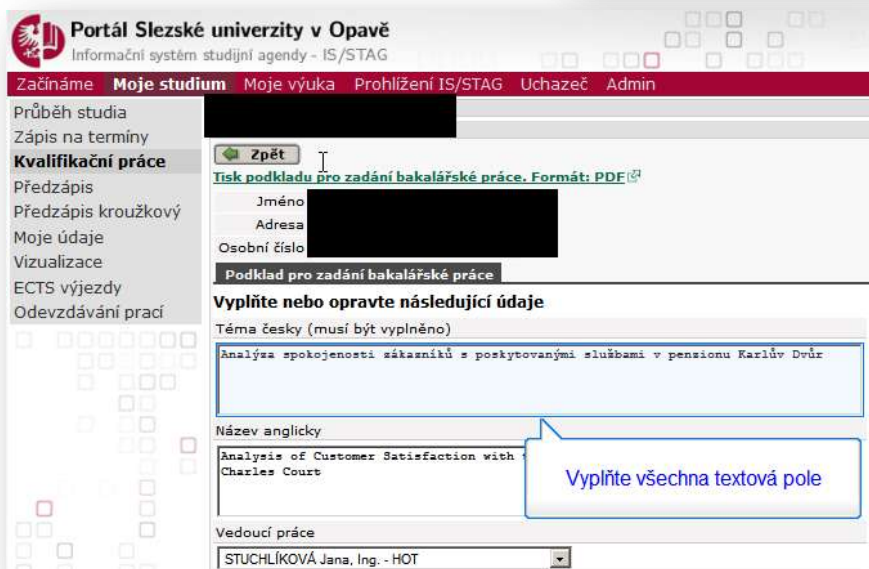 Portál Slezské univerzity v Opavě
Informační systém studijní agendy - IS/STAG
Začínáme Moje studium Moje výuka Prohlížení IS/STAG Uchazeč Admin
Průběh studia
Zápis na termíny
Kvalifikační práce
Předzápis
Předzápis kroužkový
Moje údaje
Vizualizace
ECTS výjezdy
Odevzdávání prací
Zpět
Tisk podkladu pro zadání bakalářské práce. Formát: PDF
Jméno
Adresa
Osobní číslo
Podklad pro zadání bakalářské práce
Vyplňte nebo opravte následující údaje
Téma česky (musí být vyplněno)
Analýza spokojenosti zákazníků s poskytovanými službami v penzionu Karlův Dvůr
Název anglicky
Analysis of Customer Satisfaction with
Charles Court
Vyplňte všechna textová pole
Vedoucí práce
STUCHLÍKOVÁ Jana, Ing. - HOT